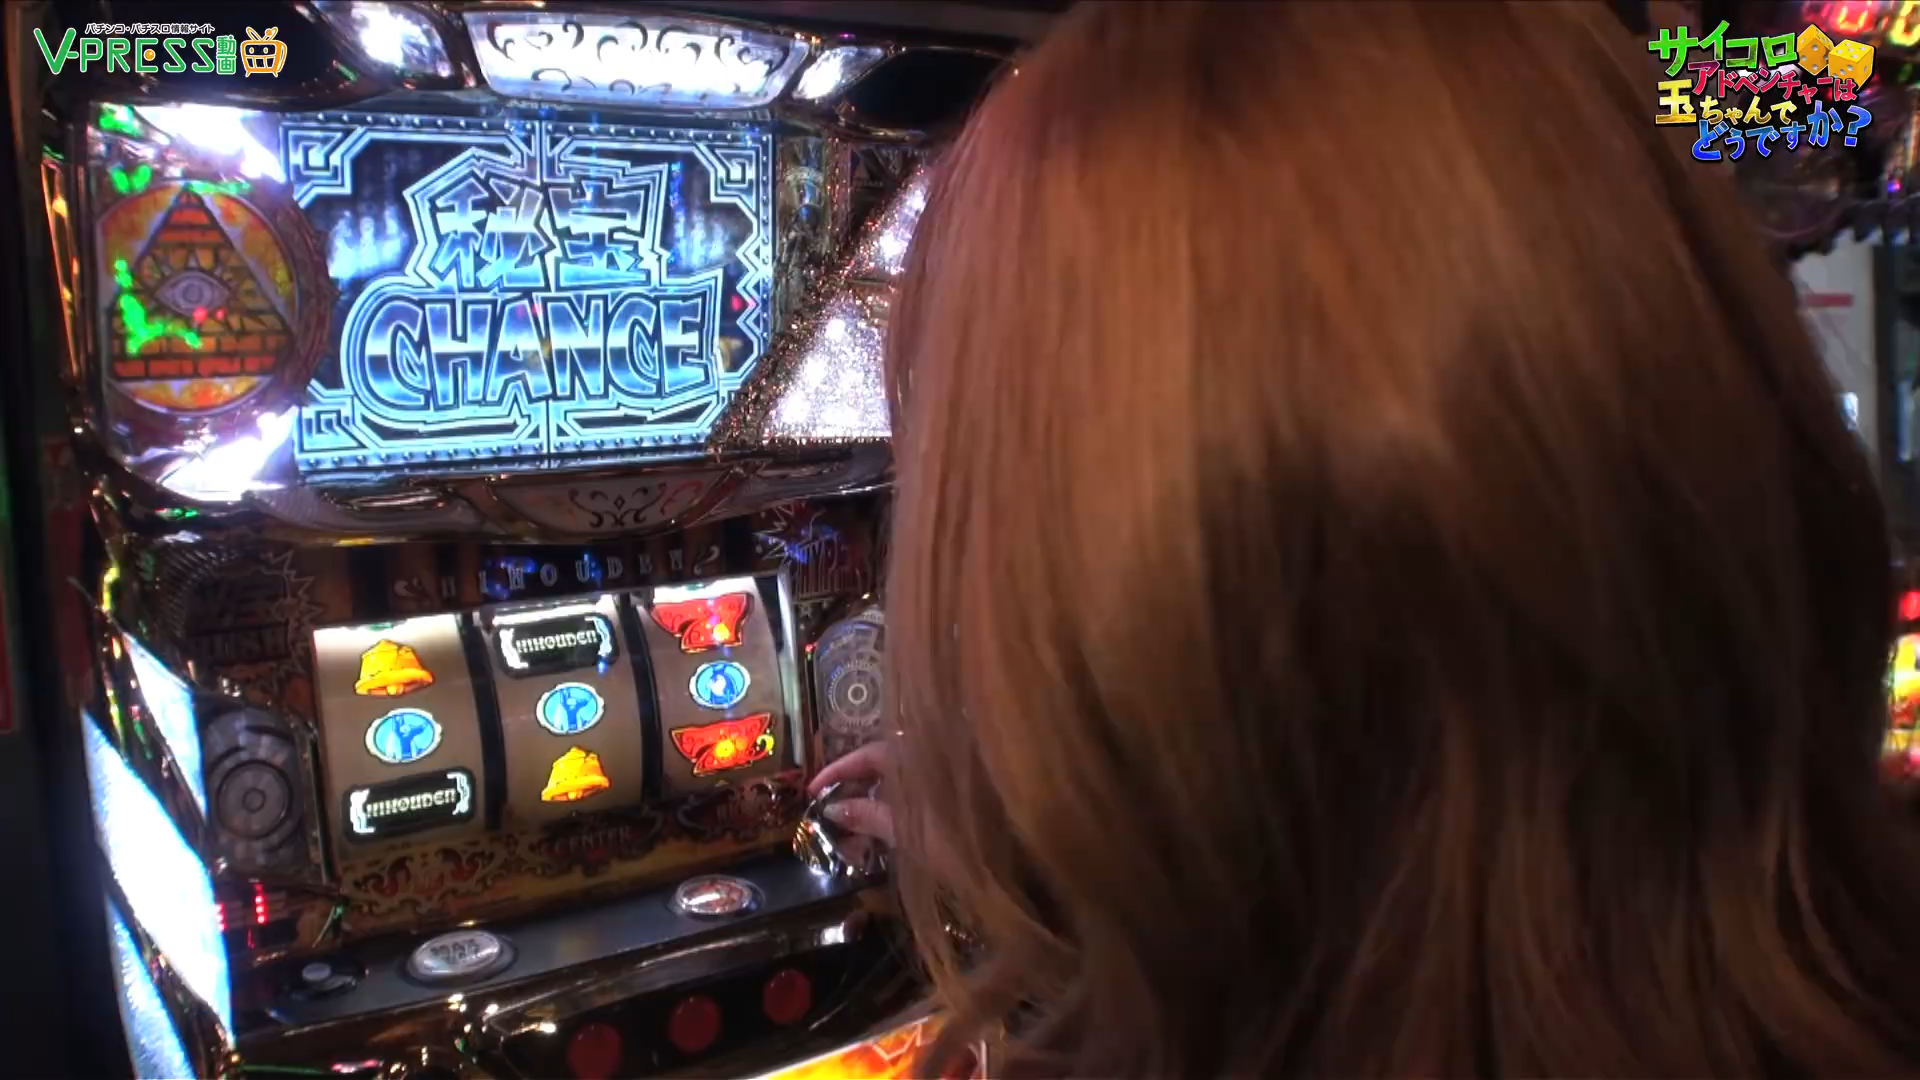 パチンコ・パチスロ情報サイト
V-PRESS動画
サイコロ
アドベンチャーは
玉ちゃんで
どうですか?
秘宝
CHANCE
HIHOUDEN
HIHOUDEN
HIHOUDEN
CENTER